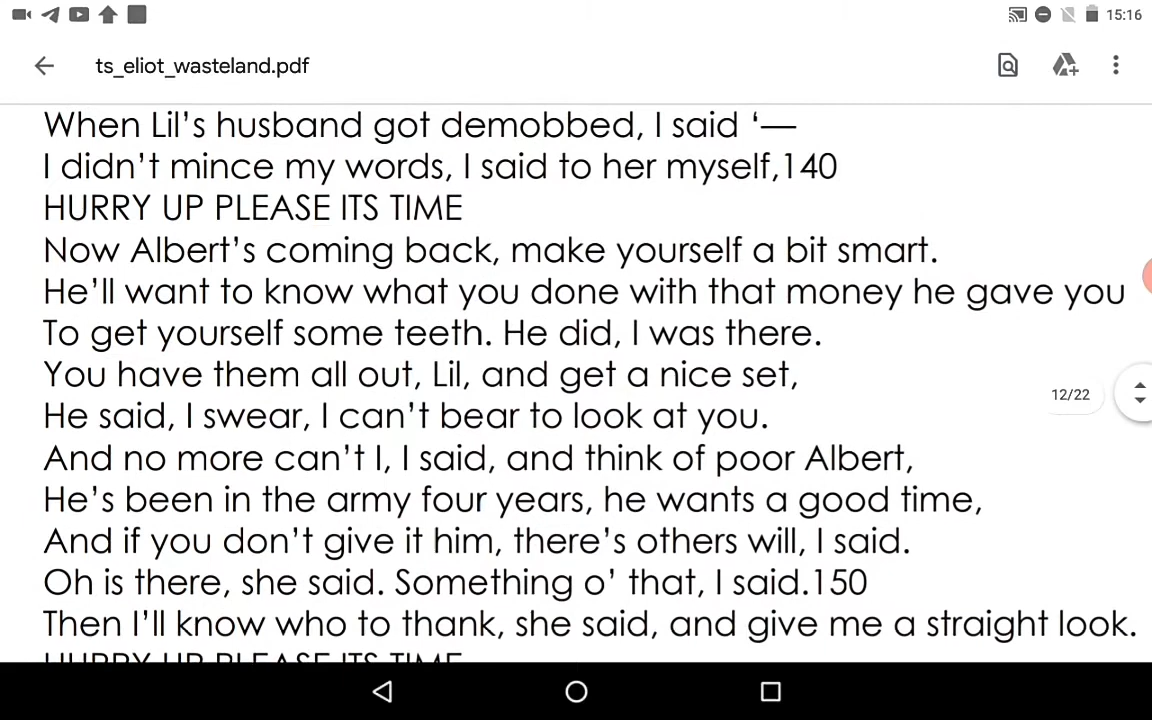 15:16
ts_eliot_wasteland.pdf
When Lil's husband got demobbed, I said '—
I didn't mince my words, I said to her myself,140
HURRY UP PLEASE ITS TIME
Now Albert's coming back, make yourself a bit smart.
He'll want to know what you done with that money he gave you
To get yourself some teeth. He did, I was there.
You have them all out, Lil, and get a nice set,
12/22
He said, I swear, I can't bear to look at you.
And no more can't I, I said, and think of poor Albert,
He's been in the army four years, he wants a good time,
And if you don't give it him, there's others will, I said.
Oh is there, she said. Something o' that, I said.150
Then I'll know who to thank, she said, and give me a straight look.
HURRY UP PLEASE ITS TIME